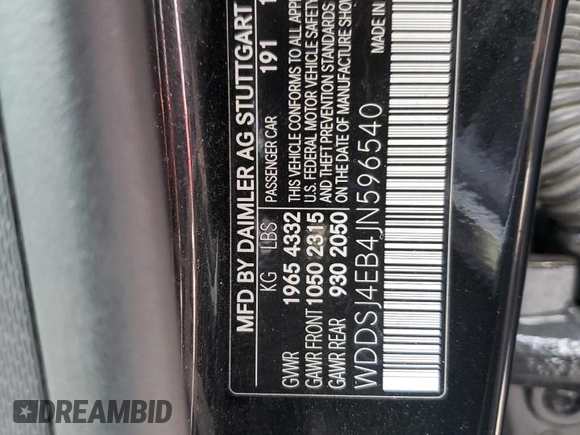 MFD BY DAIMLER AG STUTTGART
KG LBS PASSENGER CAR 191
GVWR 1965 4332 THIS VEHICLE CONFORMS TO ALL
GAWR FRONT 1050 2315 U.S. FEDERAL MOTOR VEHICLE SAFETY
GAWR REAR 930 2050 AND THEFT PREVENTION STANDARDS
ON THE DATE OF MANUFACTURE SHOW
WDDSJ4EB4JN596540 MADE IN
DREAMBID